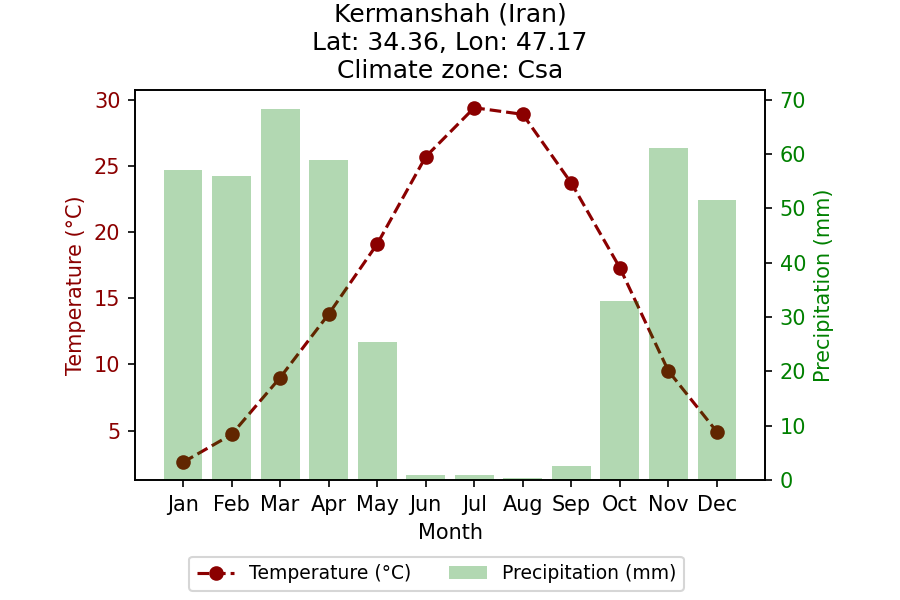 Kermanshah (Iran)
Lat: 34.36, Lon: 47.17
Climate zone: Csa
30
25
20
15
10
5
Temperature (°C)
70
60
50
40
30
20
10
0
Precipitation (mm)
Jan Feb Mar Apr May Jun Jul Aug Sep Oct Nov Dec
Month
Temperature (°C) Precipitation (mm)